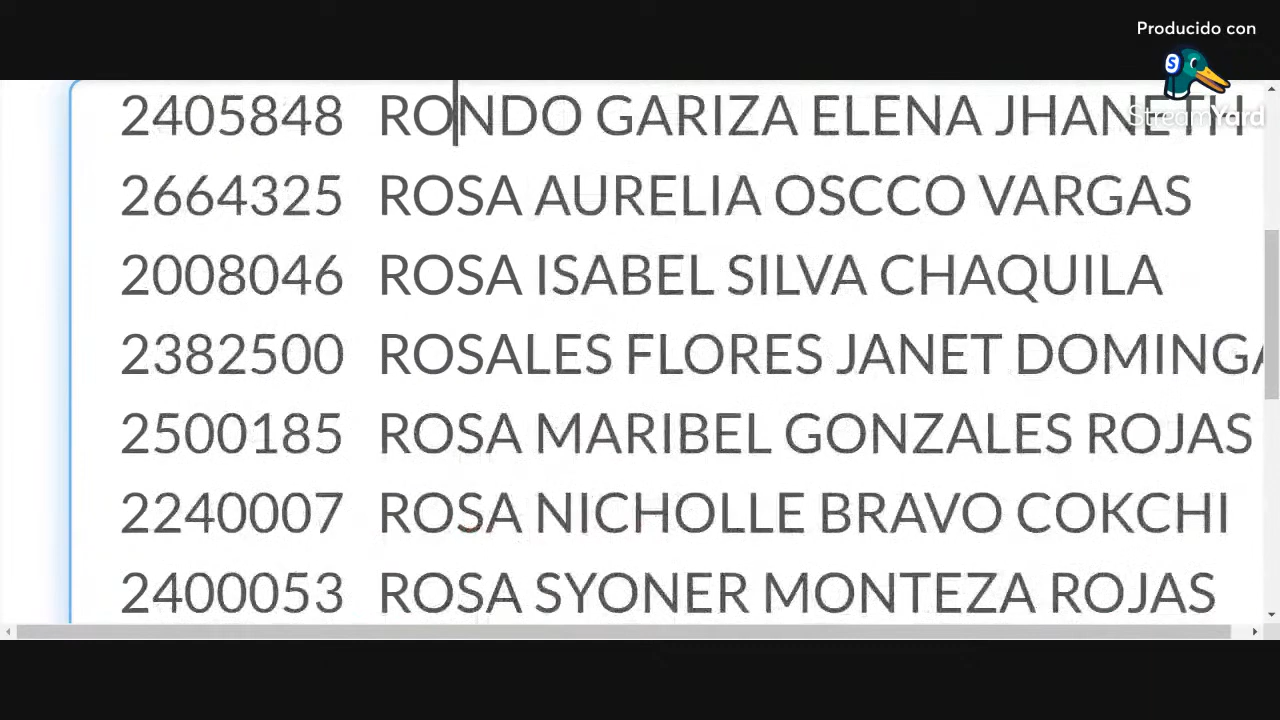 Producido con
StreamYard
2405848 RONDO GARIZA ELENA JHANETH
2664325 ROSA AURELIA OSCCO VARGAS
2008046 ROSA ISABEL SILVA CHAQUILA
2382500 ROSALES FLORES JANET DOMINGA
2500185 ROSA MARIBEL GONZALES ROJAS
2240007 ROSA NICHOLLE BRAVO COKCHI
2400053 ROSA SYONER MONTEZA ROJAS